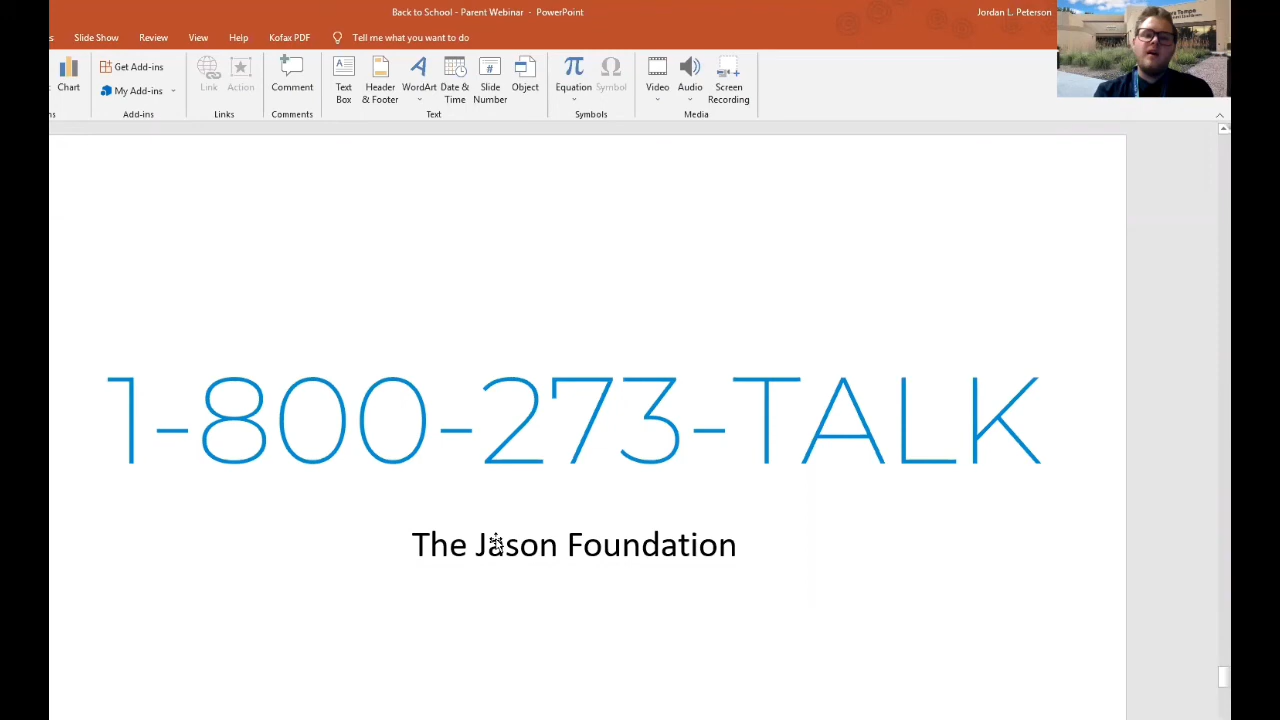 Back to School - Parent Webinar - PowerPoint
Jordan L. Peterson
Slide Show Review View Help Kofax PDF Tell me what you want to do
Chart
Get Add-ins
My Add-ins
Add-ins
Link
Action
Links
Comment
Comments
Text
Box
Header
& Footer
WordArt
Date &
Time
Slide
Number
Object
Text
Equation
Symbol
Symbols
Video
Audio
Screen
Recording
Media
1-800-273-TALK
The Jason Foundation